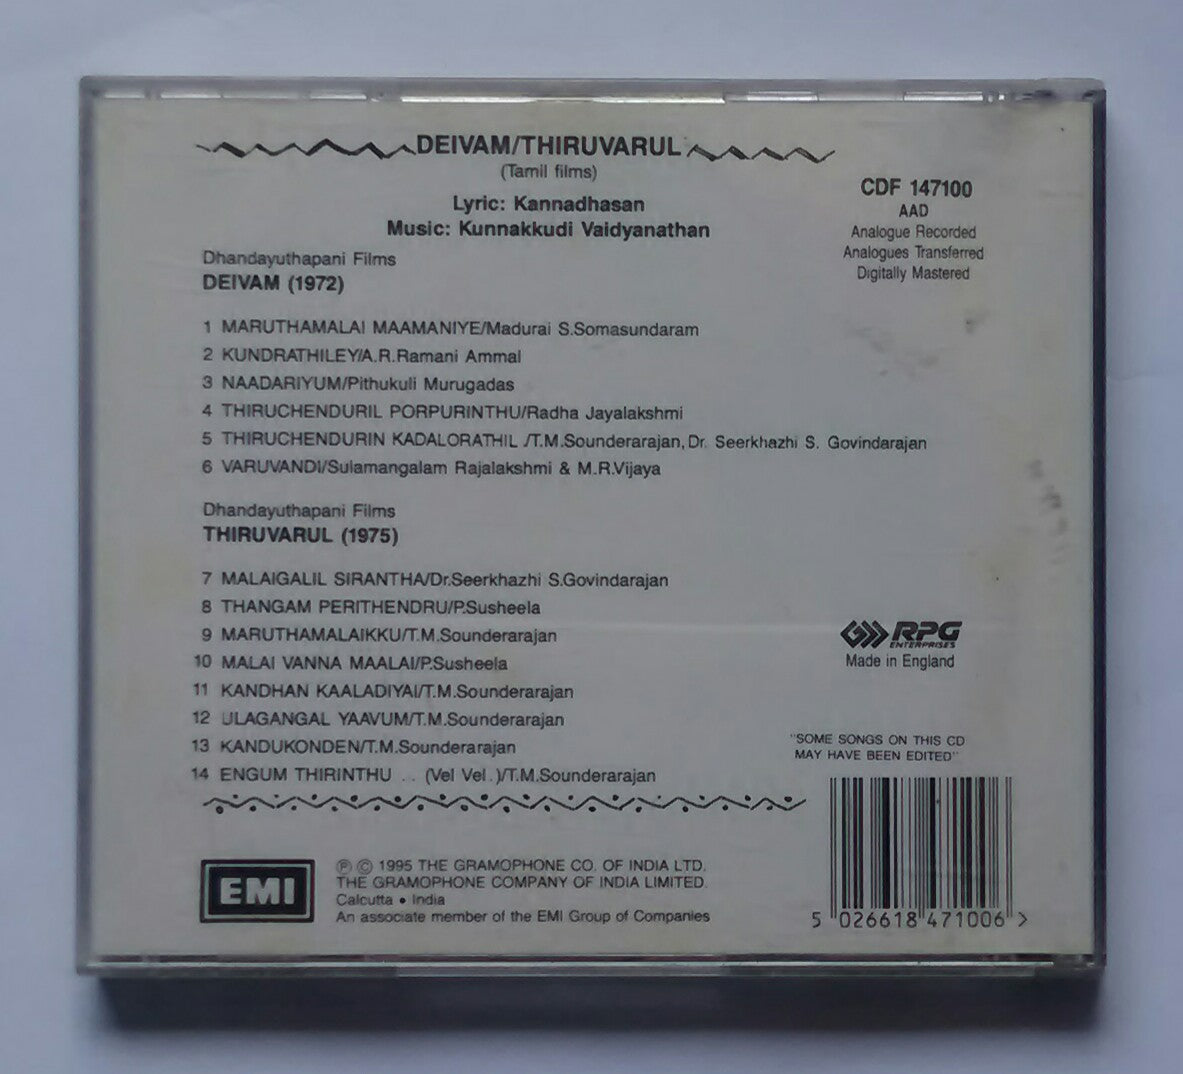 DEIVAM/THIRUVARUL
(Tamil films)
Lyric: Kannadhasan
Music: Kunnakkudi Vaidyanathan
CDF 147100
AAD
Analogue Recorded
Analogues Transferred
Digitally Mastered
Dhandayuthapani Films
DEIVAM (1972)
1 MARUTHAMALAI MAAMANIYE/Madurai S.Somasundaram
2 KUNDRATHILEY/A.R.Ramani Ammal
3 NAADARIYUM/Pithukuli Murugadas
4 THIRUCHENDURIL PORPURINTHU/Radha Jayalakshmi
5 THIRUCHENDURIN KADALORATHIL /T.M.Sounderarajan, Dr. Seerkhazhi S. Govindarajan
6 VARUVANDI/Sulamangalam Rajalakshmi & M.R.Vijaya
Dhandayuthapani Films
THIRUVARUL (1975)
7 MALAIGALIL SIRANTHA/Dr.Seerkhazhi S.Govindarajan
8 THANGAM PERITHENDRU/P.Susheela
9 MARUTHAMALAIKKU/T.M.Sounderarajan
10 MALAI VANNA MAALAI/P.Susheela
11 KANDHAN KAALADIYAI/T.M.Sounderarajan
12 ULAGANGAL YAAVUM/T.M.Sounderarajan
13 KANDUKONDEN/T.M.Sounderarajan
14 ENGUM THIRINTHU .. (Vel Vel.)/T.M.Sounderarajan
RPG
ENTERPRISES
Made in England
"SOME SONGS ON THIS CD
MAY HAVE BEEN EDITED"
EMI
Ⓟ © 1995 THE GRAMOPHONE CO. OF INDIA LTD.
THE GRAMOPHONE COMPANY OF INDIA LIMITED.
Calcutta • India
An associate member of the EMI Group of Companies
5 026618 471006 >